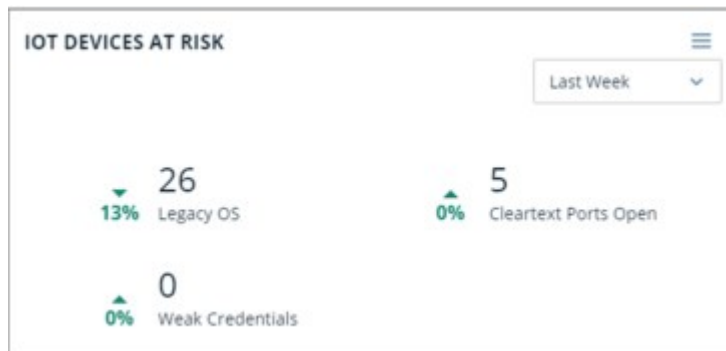 IOT DEVICES AT RISK
Last Week
26
13% Legacy OS
5
0% Cleartext Ports Open
0
0% Weak Credentials